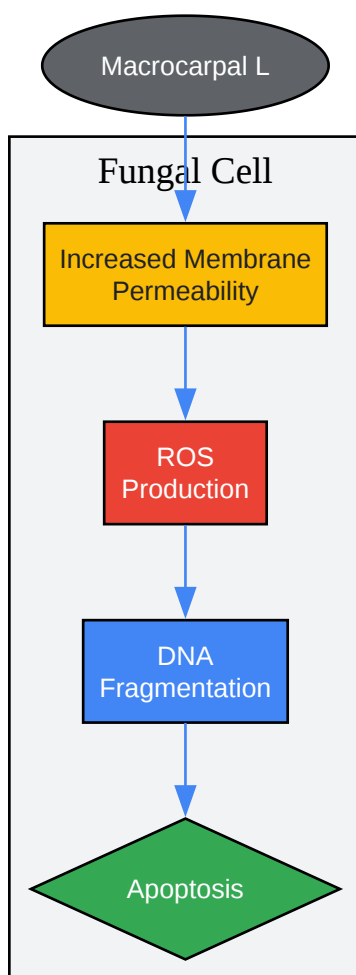 Macrocarpal L
Fungal Cell
Increased Membrane
Permeability
ROS
Production
DNA
Fragmentation
Apoptosis